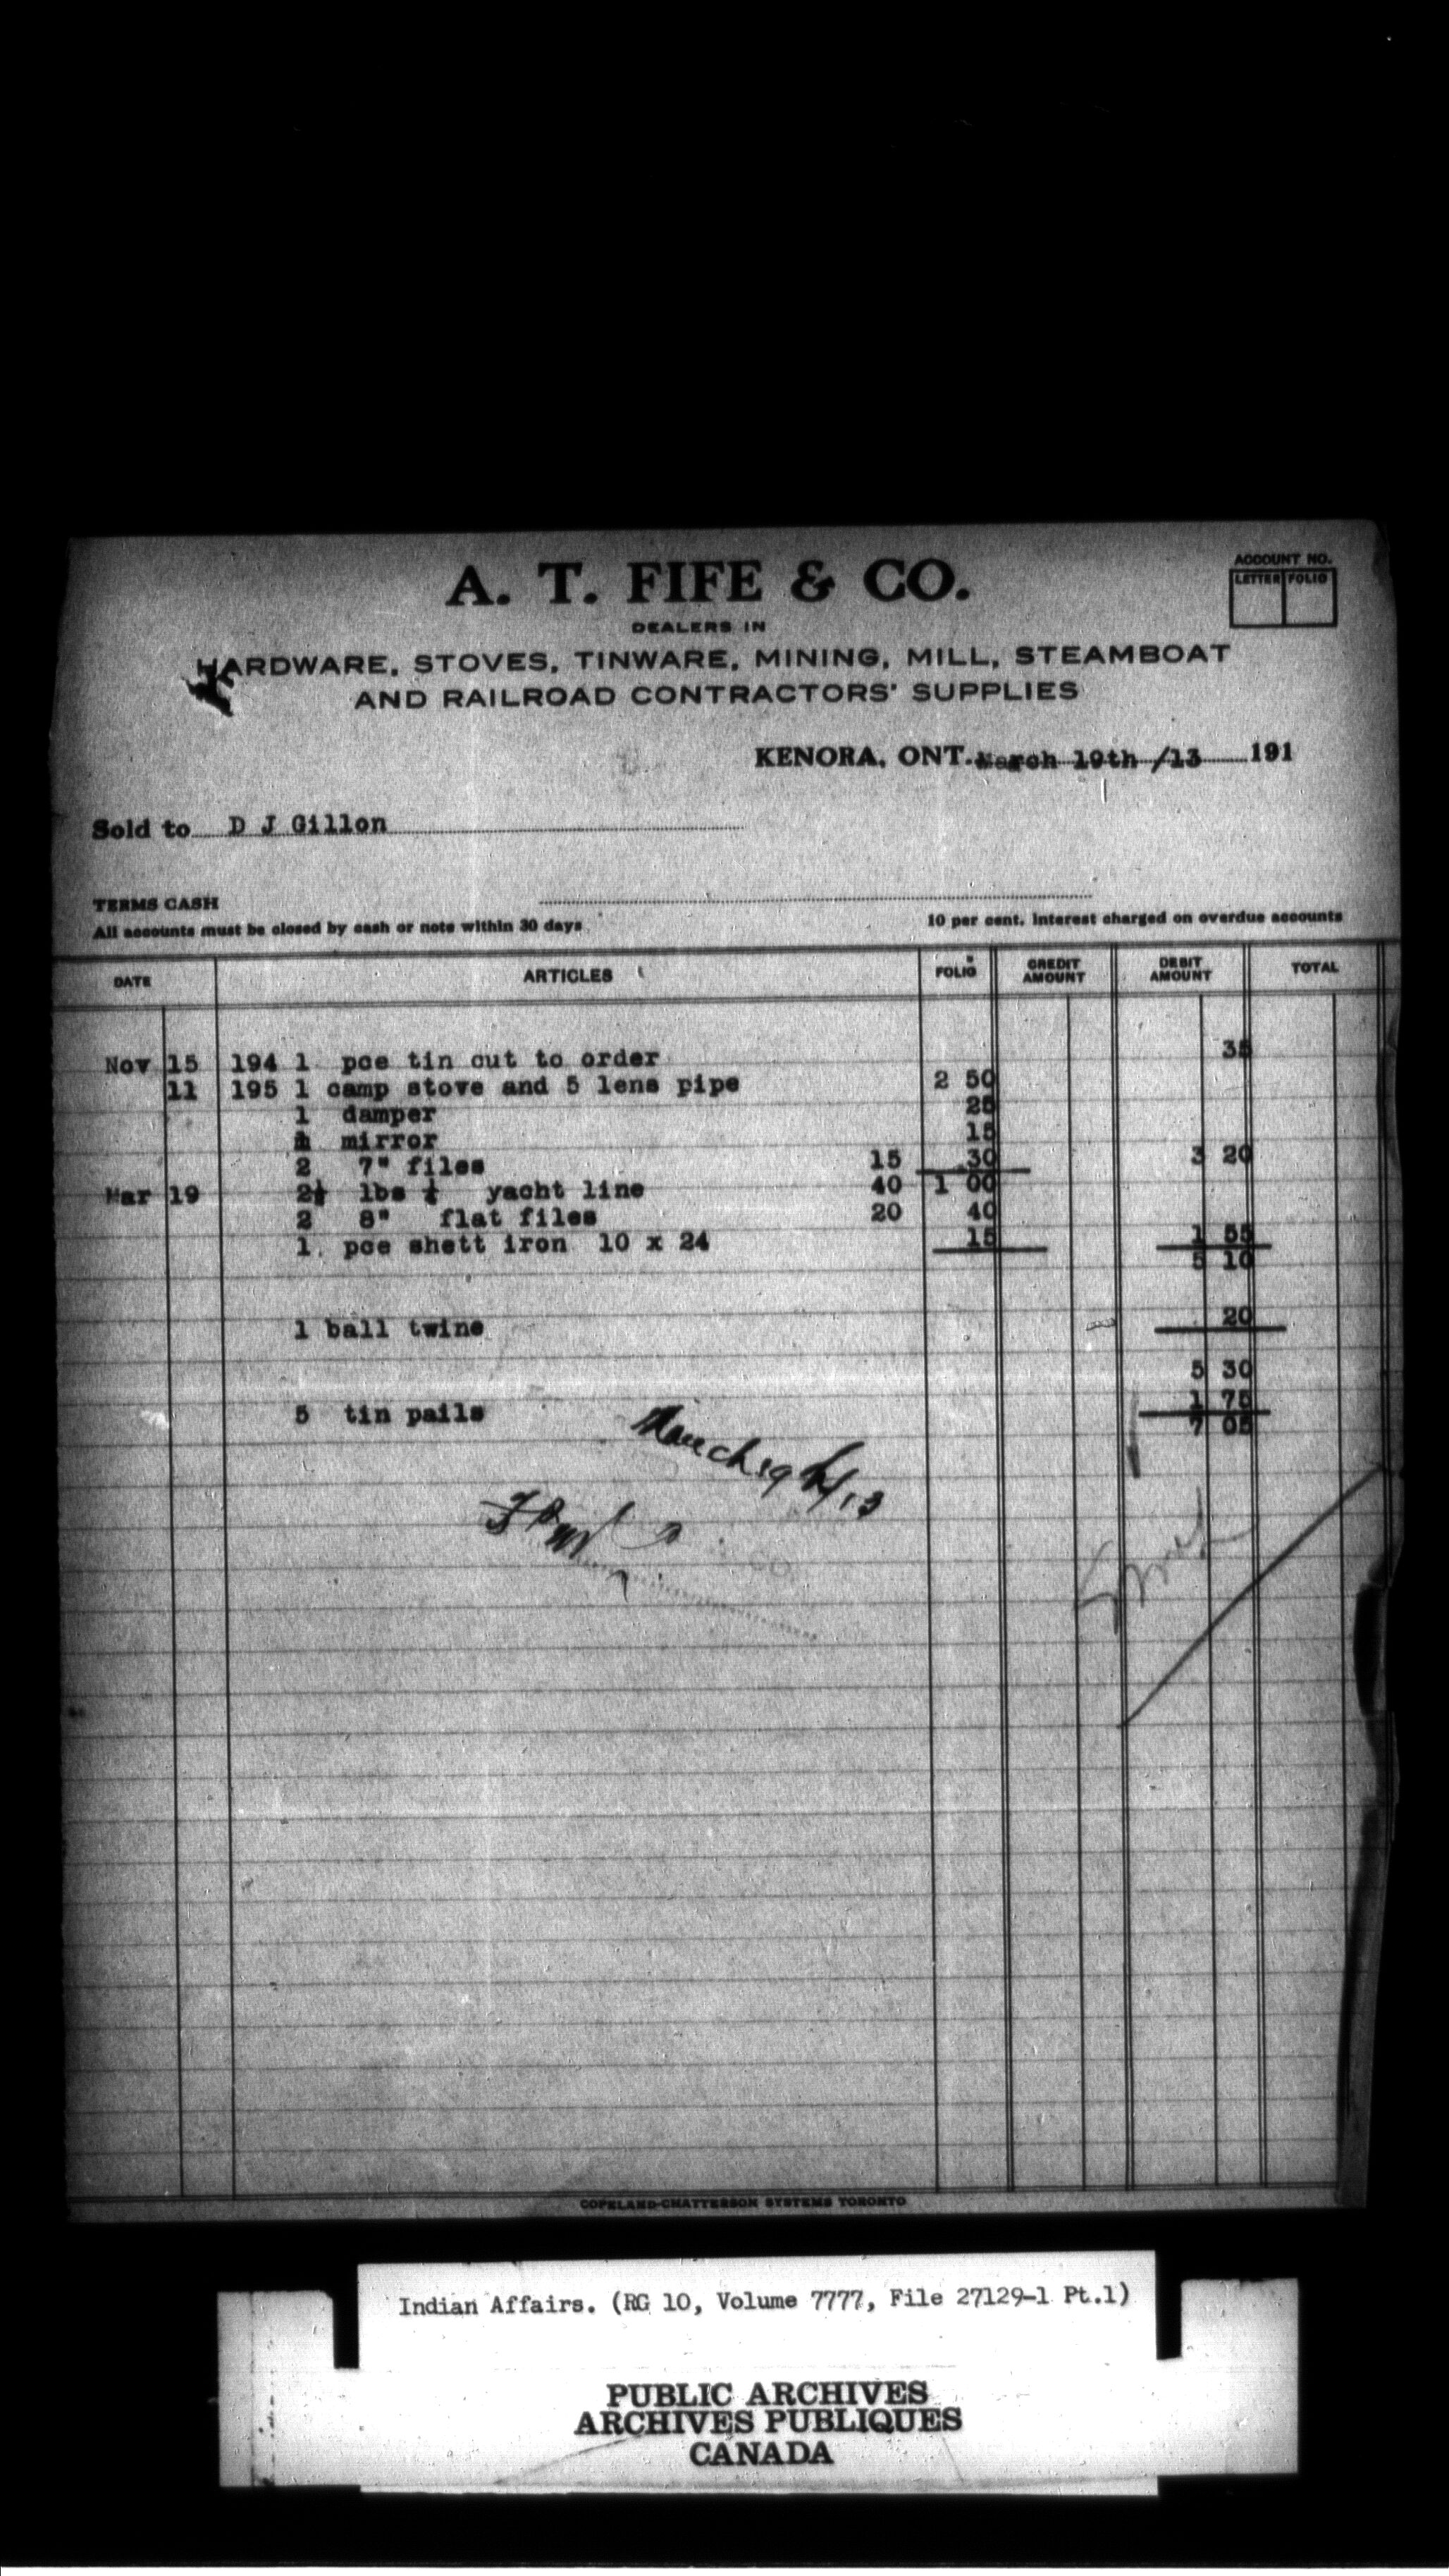 A. T. FIFE & CO.
ACCOUNT NO.
LETTER FOLIO
DEALERS IN
HARDWARE, STOVES, TINWARE, MINING, MILL, STEAMBOAT
AND RAILROAD CONTRACTORS' SUPPLIES
KENORA, ONT. March 19th /13 191
Sold to D J Gillon
TERMS CASH
All accounts must be closed by cash or note within 30 days 10 per cent. interest charged on overdue accounts
DATE ARTICLES FOLIO CREDIT AMOUNT DEBIT AMOUNT TOTAL
Nov 15 194 1 pce tin cut to order 35
11 195 1 camp stove and 5 lens pipe 2 50
1 damper 25
1 mirror 15
2 7" files 15 .30 3 20
Mar 19 2½ lbs ¼ yacht line 40 1 00
2 8" flat files 20 40
1. pce shett iron 10 x 24 15 1 55
5 10
1 ball twine 20
5 30
5 tin pails 1 75
7 05
March 19th/13
COPELAND-CHATTERSON SYSTEMS TORONTO
Indian Affairs. (RG 10, Volume 7777, File 27129-1 Pt.1)
PUBLIC ARCHIVES
ARCHIVES PUBLIQUES
CANADA